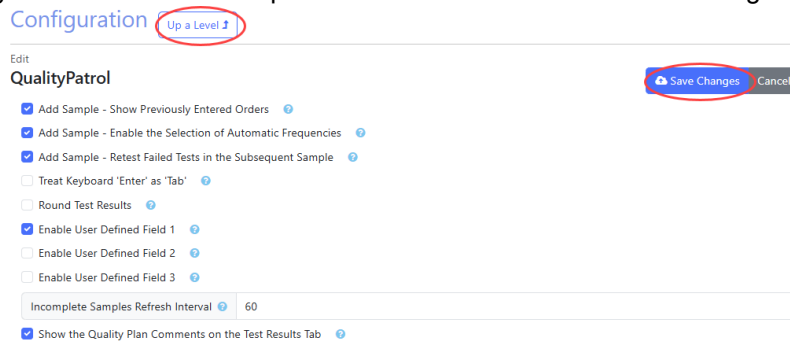 Configuration Up a Level
Edit
QualityPatrol
Save Changes Cancel
Add Sample - Show Previously Entered Orders
Add Sample - Enable the Selection of Automatic Frequencies
Add Sample - Retest Failed Tests in the Subsequent Sample
Treat Keyboard 'Enter' as 'Tab'
Round Test Results
Enable User Defined Field 1
Enable User Defined Field 2
Enable User Defined Field 3
Incomplete Samples Refresh Interval 60
Show the Quality Plan Comments on the Test Results Tab